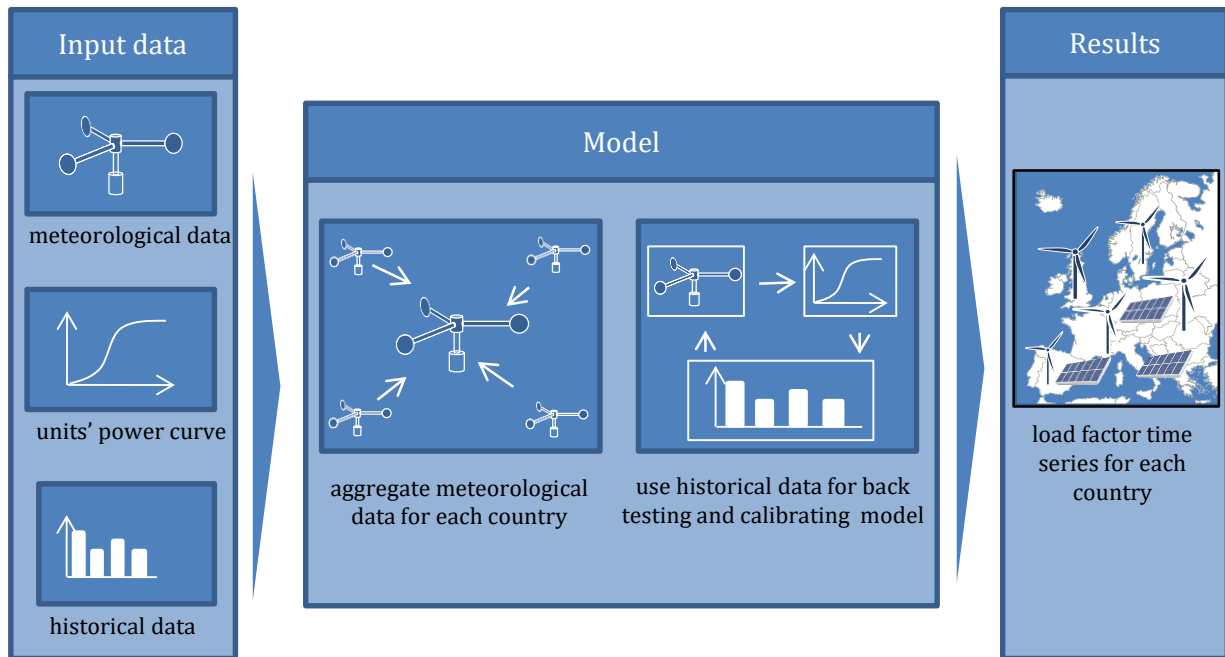 Input data
meteorological data
units’ power curve
historical data
Model
aggregate meteorological
data for each country
use historical data for back
testing and calibrating  model
Results
load factor time
series for each
country